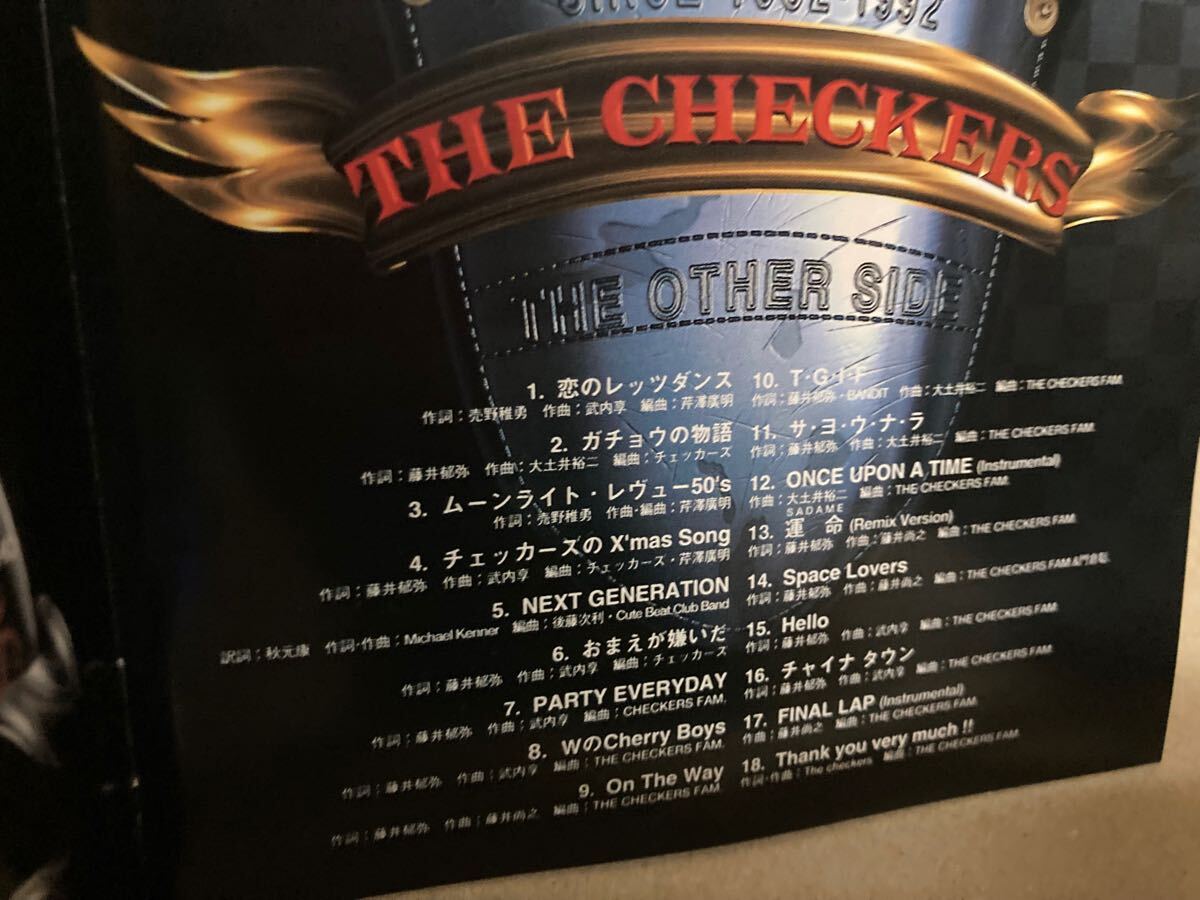 SINCE 1982-1992
THE CHECKERS
THE OTHER SIDE
1. 恋のレッツダンス
作詞：売野雅勇 作曲：武内享 編曲：芹澤廣明
2. ガチョウの物語
作詞：藤井郁弥 作曲：大土井裕二 編曲：チェッカーズ
3. ムーンライト・レヴュー50's
作詞：売野雅勇 作曲・編曲：芹澤廣明
4. チェッカーズのX'mas Song
作詞：藤井郁弥 作曲：武内享 編曲：チェッカーズ・芹澤廣明
5. NEXT GENERATION
訳詞：秋元康 作詞・作曲：Michael Kenner 編曲：後藤次利・Cute Beat Club Band
6. おまえが嫌いだ
作詞：藤井郁弥 作曲：武内享 編曲：チェッカーズ
7. PARTY EVERYDAY
作詞：藤井郁弥 作曲：武内享 編曲：CHECKERS FAM.
8. WのCherry Boys
作詞：藤井郁弥 作曲：武内享 編曲：THE CHECKERS FAM.
9. On The Way
作詞：藤井郁弥 作曲：藤井尚之 編曲：THE CHECKERS FAM.
10. T・G・I・F
作詞：藤井郁弥・BANDIT 作曲：大土井裕二 編曲：THE CHECKERS FAM.
11. サ・ヨ・ウ・ナ・ラ
作詞：藤井郁弥 作曲：大土井裕二 編曲：THE CHECKERS FAM.
12. ONCE UPON A TIME (Instrumental)
作曲：大土井裕二 編曲：THE CHECKERS FAM.
SADAME
13. 運 命 (Remix Version)
作詞：藤井郁弥 作曲：藤井尚之 編曲：THE CHECKERS FAM.
14. Space Lovers
作詞：藤井郁弥 作曲：藤井尚之 編曲：THE CHECKERS FAM.&
15. Hello
作詞：藤井郁弥 作曲：武内享 編曲：THE CHECKERS FAM.
16. チャイナ タウン
作詞：藤井郁弥 作曲：武内享 編曲：THE CHECKERS FAM.
17. FINAL LAP (Instrumental)
作曲：藤井尚之 編曲：THE CHECKERS FAM.
18. Thank you very much !!
作詞・作曲：The checkers 編曲：THE CHECKERS FAM.